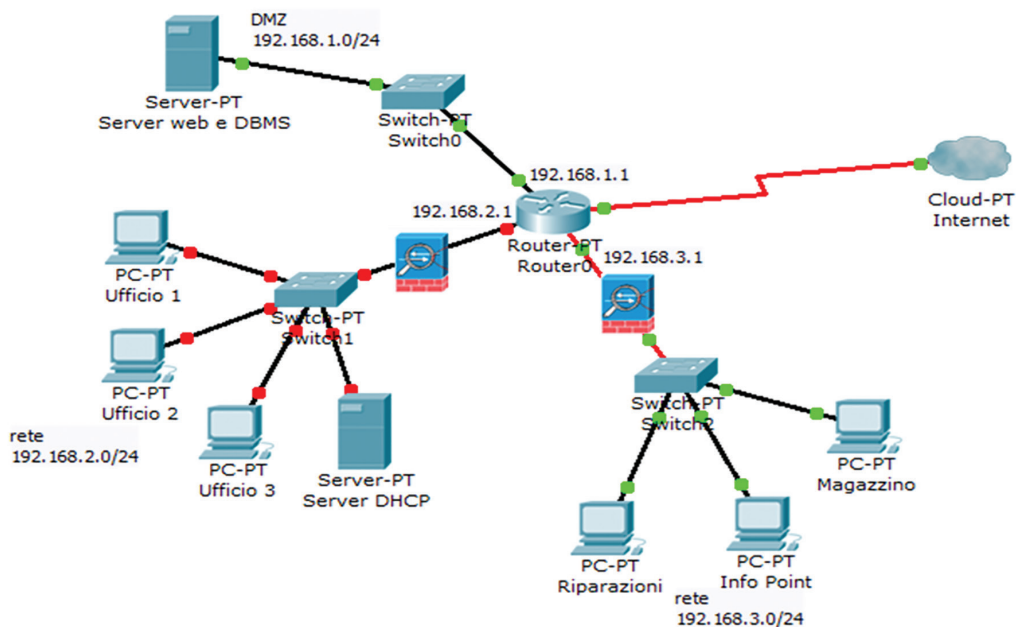 DMZ
192.168.1.0/24
Server-PT
Server web e DBMS
Switch-PT
Switch0
192.168.1.1
Cloud-PT
Internet
192.168.2.1
Router-PT
Router0
192.168.3.1
PC-PT
Ufficio 1
Switch-PT
Switch1
PC-PT
Ufficio 2
rete
192.168.2.0/24
PC-PT
Ufficio 3
Server-PT
Server DHCP
Switch-PT
Switch2
PC-PT
Magazzino
PC-PT
Riparazioni
PC-PT
Info Point
rete
192.168.3.0/24